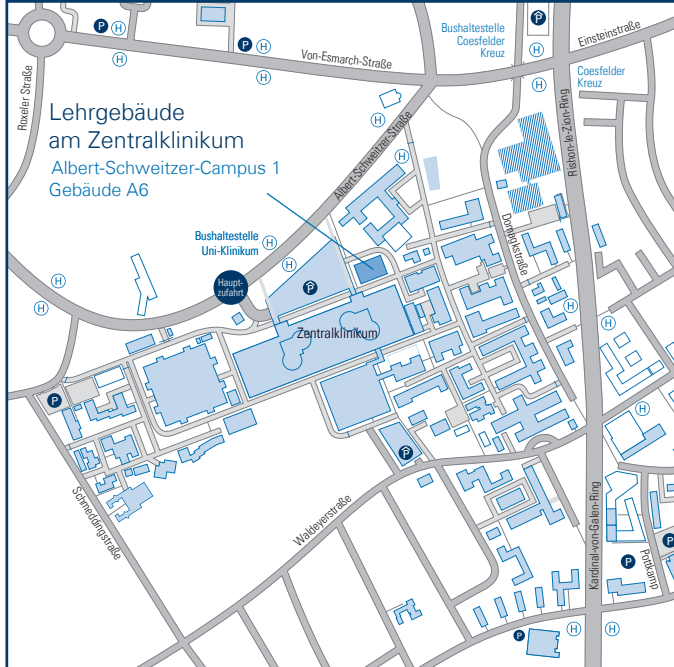 P
H
H
P
H
H
P
Bushaltestelle
Coesfelder
Kreuz
H
H
Einsteinstraße
Von-Esmarch-Straße
Coesfelder
Kreuz
Roxeler Straße
Lehrgebäude
am Zentralklinikum
Albert-Schweitzer-Campus 1
Gebäude A6
H
H
Albert-Schweitzer-Straße
Rishon-le-Zion-Ring
Domagkstraße
Bushaltestelle
Uni-Klinikum
H
H
H
H
Haupt-
zufahrt
P
Zentralklinikum
H
H
P
H
P
Schmeddingstraße
Waldeyerstraße
Kardinal-von-Galen-Ring
Pottkamp
P
P
P
H
H